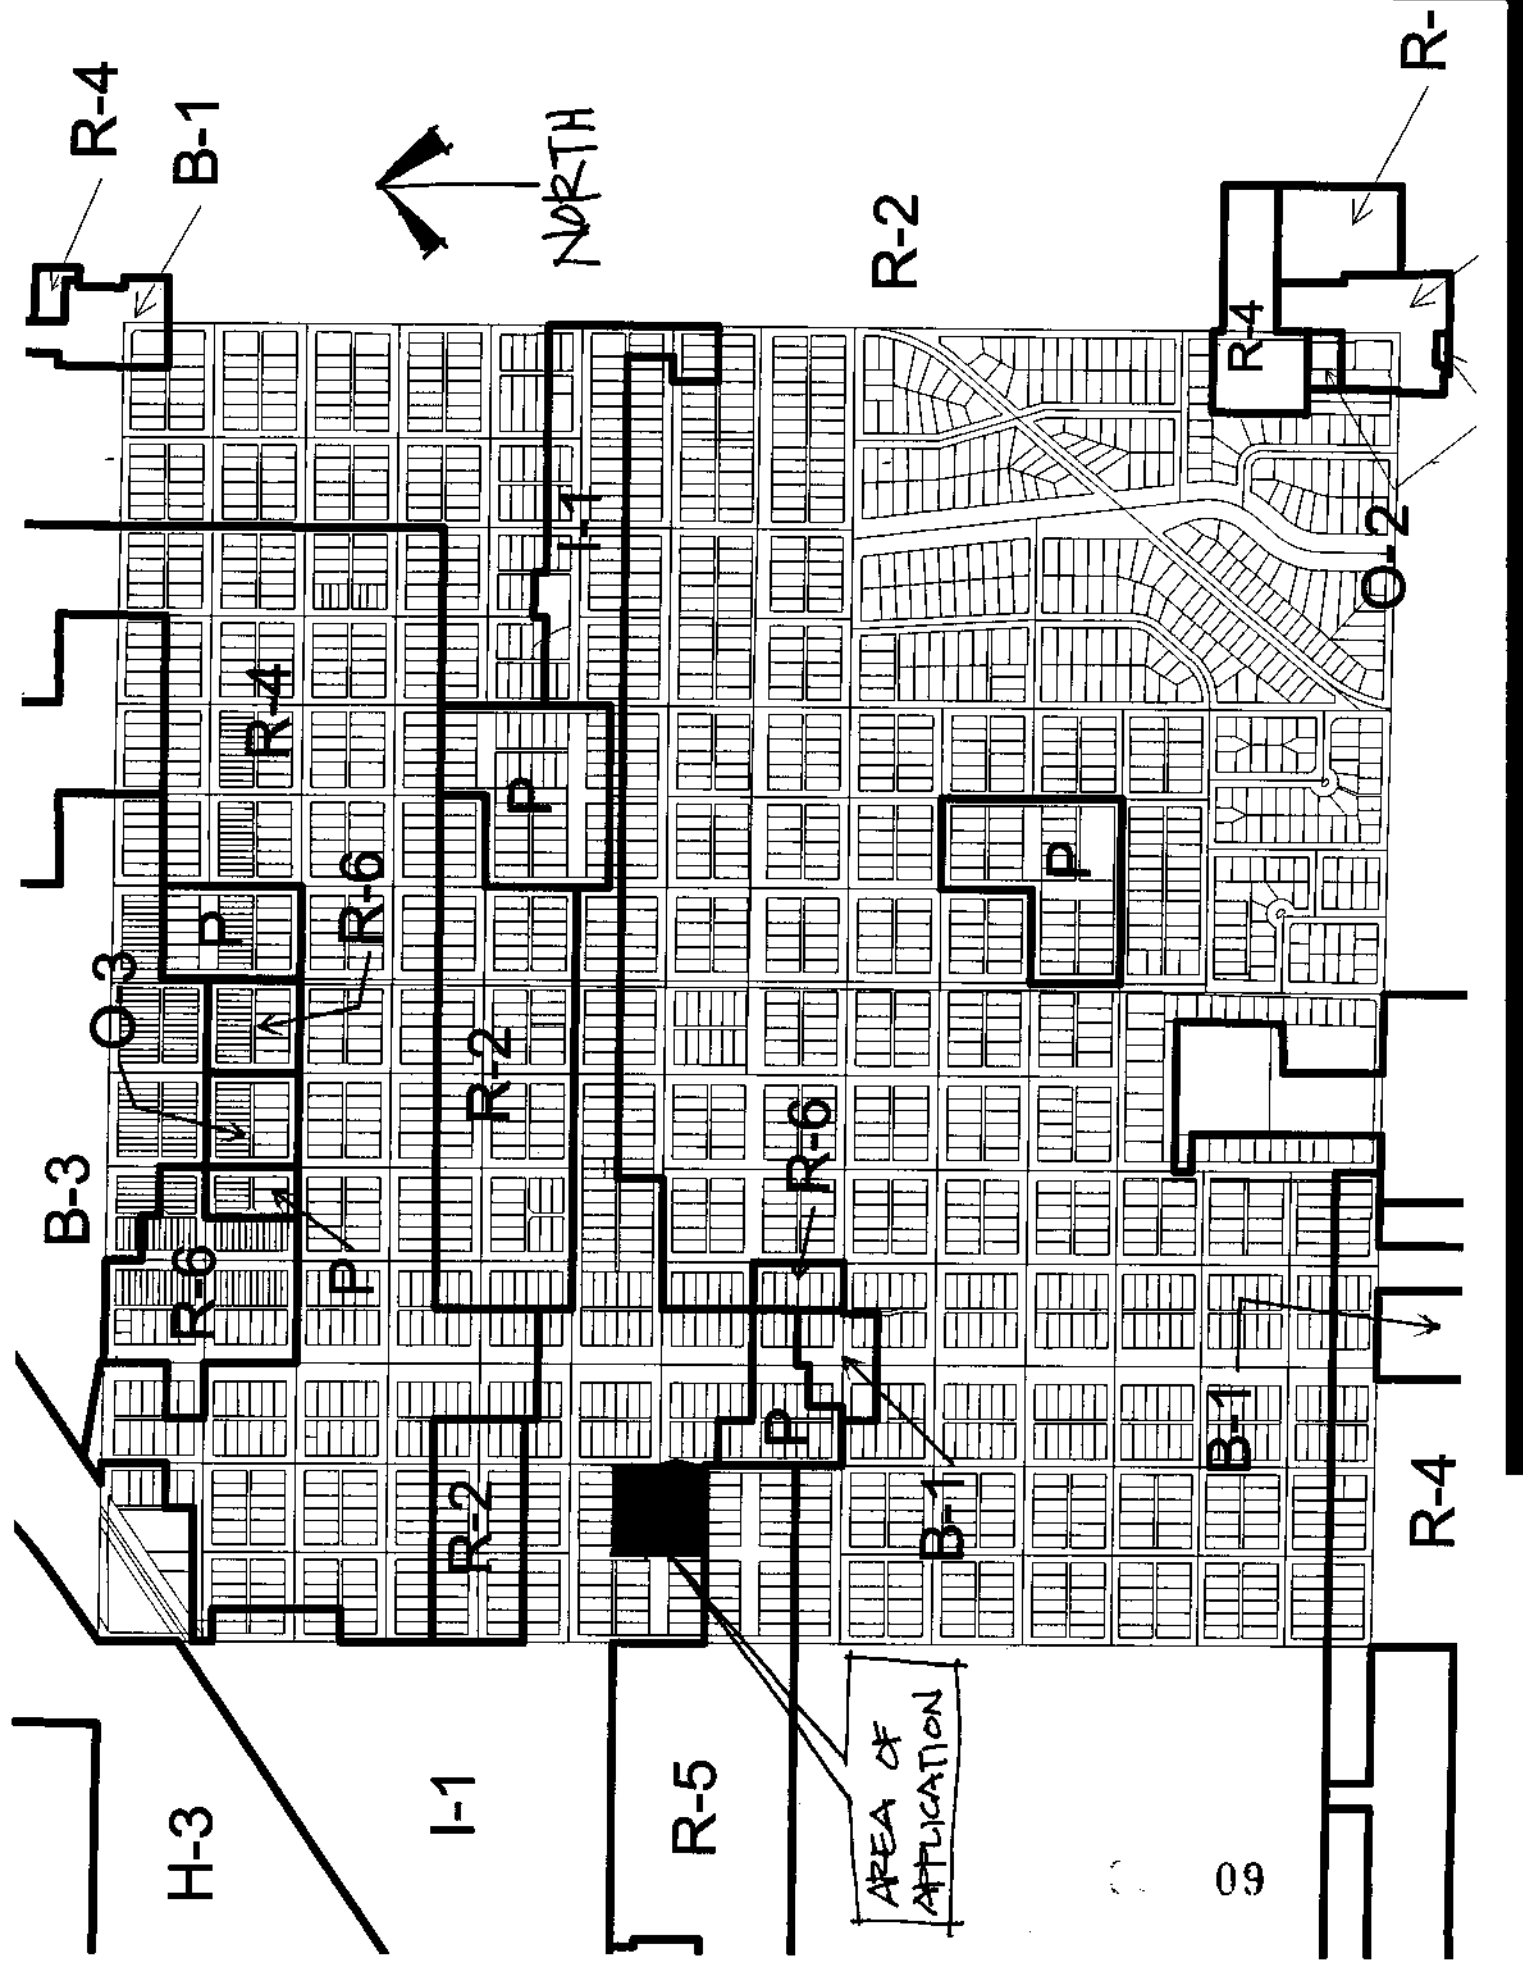 R-4
B-1
R-
NORTH
R-2
R-4
I-1
O-2
R-4
P
P
R-6
P
O-3
R-2
B-3
R-6
R-6
P
P
R-2
B-1
B-1
R-4
H-3
I-1
R-5
AREA OF
APPLICATION
09